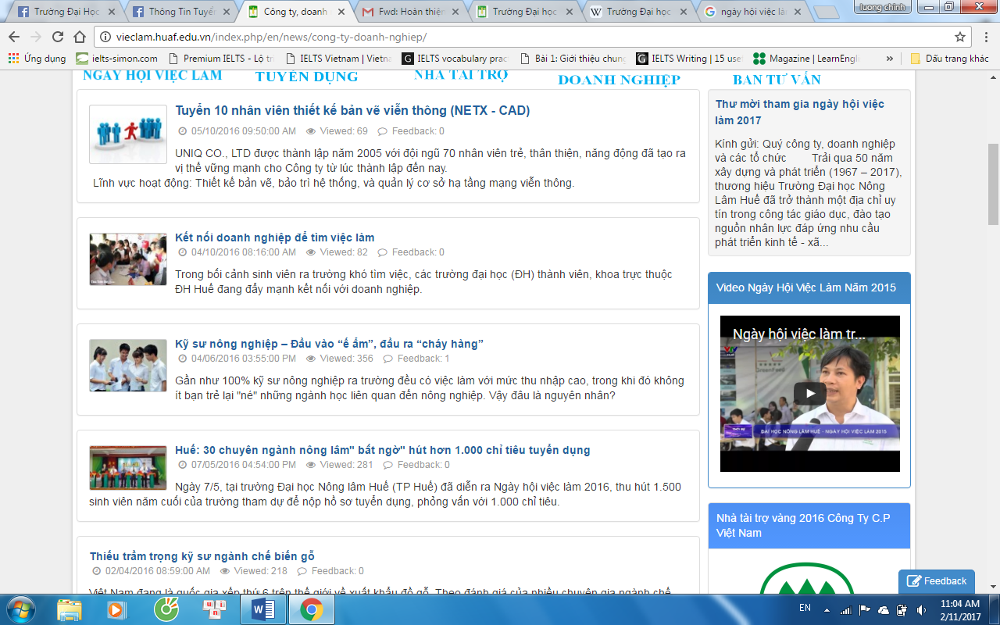 Trường Đại Học
Thông Tin Tuyển
Công ty, doanh
Fwd: Hoàn thiện
Trường Đại học
Trường Đại học
ngày hội việc là
luong chinh
vieclam.huaf.edu.vn/index.php/en/news/cong-ty-doanh-nghiep/
Ứng dụng
ielts-simon.com
Premium IELTS - Lộ tr
IELTS Vietnam | Vietn
IELTS vocabulary prac
Bài 1: Giới thiệu chung
IELTS Writing | 15 use
Magazine | LearnEngli
»
Dấu trang khác
NGÀY HỘI VIỆC LÀM
TUYỂN DỤNG
NHÀ TÀI TRỢ
DOANH NGHIỆP
BAN TƯ VẤN
Tuyển 10 nhân viên thiết kế bản vẽ viễn thông (NETX - CAD)
05/10/2016 09:50:00 AM Viewed: 69 Feedback: 0
UNIQ CO., LTD được thành lập năm 2005 với đội ngũ 70 nhân viên trẻ, thân thiện, năng động đã tạo ra
vị thế vững mạnh cho Công ty từ lúc thành lập đến nay.
Lĩnh vực hoạt động: Thiết kế bản vẽ, bảo trì hệ thống, và quản lý cơ sở hạ tầng mạng viễn thông.
Kết nối doanh nghiệp để tìm việc làm
04/10/2016 08:16:00 AM Viewed: 82 Feedback: 0
Trong bối cảnh sinh viên ra trường khó tìm việc, các trường đại học (ĐH) thành viên, khoa trực thuộc
ĐH Huế đang đẩy mạnh kết nối với doanh nghiệp.
Kỹ sư nông nghiệp – Đầu vào “ế ẩm”, đầu ra “cháy hàng”
04/06/2016 03:55:00 PM Viewed: 356 Feedback: 1
Gần như 100% kỹ sư nông nghiệp ra trường đều có việc làm với mức thu nhập cao, trong khi đó không
ít bạn trẻ lại "né" những ngành học liên quan đến nông nghiệp. Vậy đâu là nguyên nhân?
Huế: 30 chuyên ngành nông lâm" bất ngờ" hút hơn 1.000 chỉ tiêu tuyển dụng
07/05/2016 04:54:00 PM Viewed: 281 Feedback: 0
Ngày 7/5, tại trường Đại học Nông lâm Huế (TP Huế) đã diễn ra Ngày hội việc làm 2016, thu hút 1.500
sinh viên năm cuối của trường tham dự để nộp hồ sơ tuyển dụng, phỏng vấn với 1.000 chỉ tiêu.
Thiếu trầm trọng kỹ sư ngành chế biến gỗ
02/04/2016 08:59:00 AM Viewed: 218 Feedback: 0
Việt Nam đang là quốc gia xếp thứ 6 trên thế giới về xuất khẩu đồ gỗ. Theo đánh giá của nhiều chuyên gia ngành chế
Thư mời tham gia ngày hội việc
làm 2017
Kính gửi: Quý công ty, doanh nghiệp
và các tổ chức Trải qua 50 năm
xây dựng và phát triển (1967 – 2017),
thương hiệu Trường Đại học Nông
Lâm Huế đã trở thành một địa chỉ uy
tín trong công tác giáo dục, đào tạo
nguồn nhân lực đáp ứng nhu cầu
phát triển kinh tế - xã...
Video Ngày Hội Việc Làm Năm 2015
Ngày hội việc làm tr...
HUẾ
GreenFeed
THỜI SỰ
ĐẠI HỌC NÔNG LÂM HUẾ - NGÀY HỘI VIỆC LÀM 2015
Nhà tài trợ vàng 2016 Công Ty C.P
Việt Nam
Feedback
EN
11:04 AM
2/11/2017